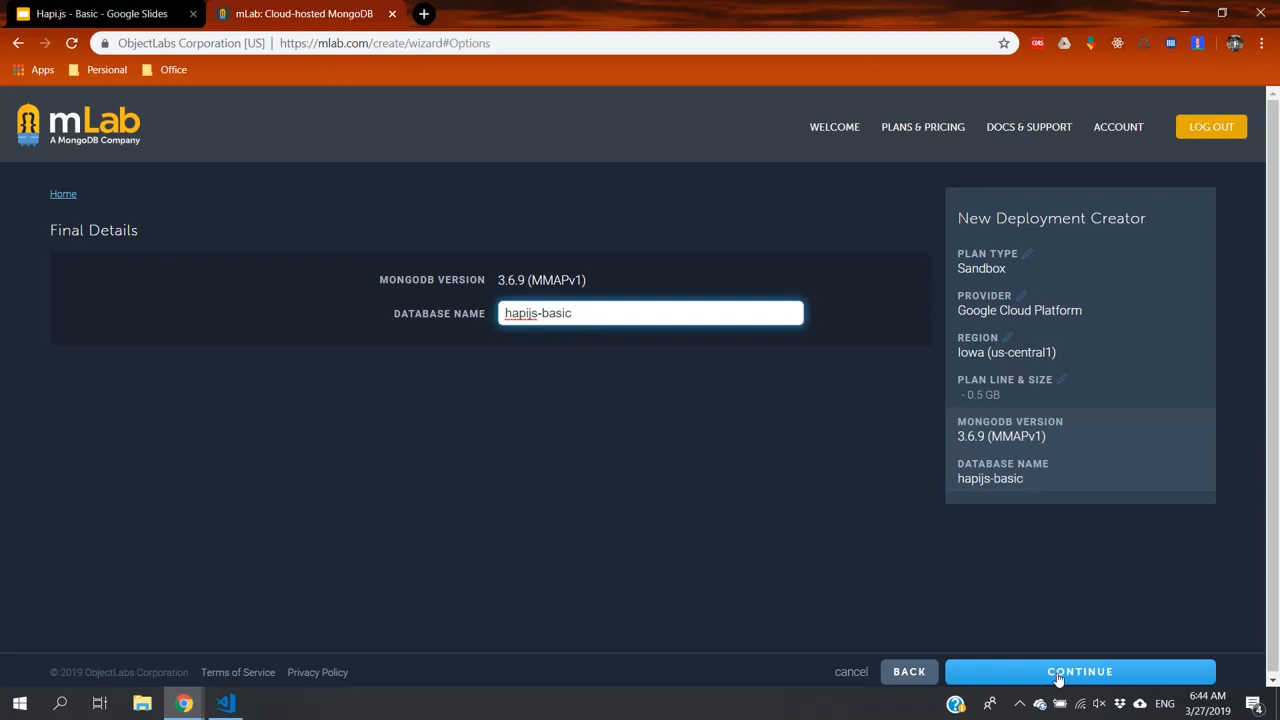 Hapi.js - Basic - Google Slides
mLab: Cloud-hosted MongoDB
ObjectLabs Corporation [US] | https://mlab.com/create/wizard#Options
CORS
Apps
Persional
Office
mLab
A MongoDB Company
WELCOME
PLANS & PRICING
DOCS & SUPPORT
ACCOUNT
LOG OUT
Home
Final Details
MONGODB VERSION 3.6.9 (MMAPv1)
DATABASE NAME hapijs-basic
New Deployment Creator
PLAN TYPE
Sandbox
PROVIDER
Google Cloud Platform
REGION
Iowa (us-central1)
PLAN LINE & SIZE
- 0.5 GB
MONGODB VERSION
3.6.9 (MMAPv1)
DATABASE NAME
hapijs-basic
© 2019 ObjectLabs Corporation
Terms of Service
Privacy Policy
cancel
BACK
CONTINUE
ENG
6:44 AM
3/27/2019
4